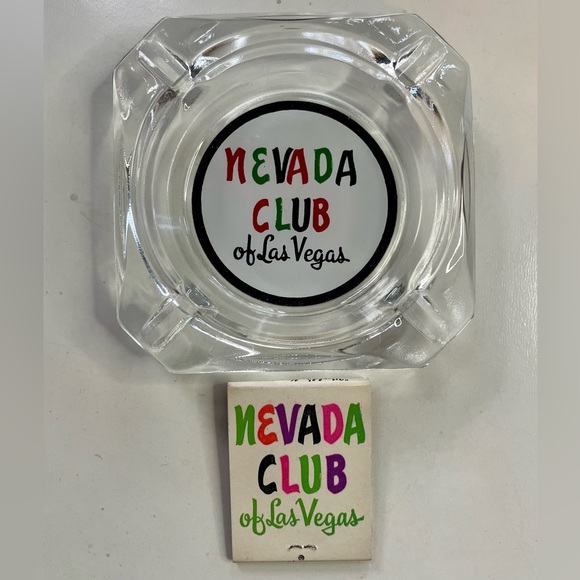 NEVADA
CLUB
of Las Vegas
NEVADA
CLUB
of Las Vegas